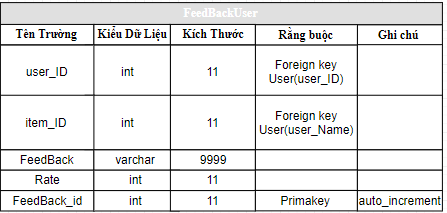 FeedBackUser
Tên Trường Kiểu Dữ Liệu Kích Thước Rằng buộc Ghi chú
user_ID int 11 Foreign key
User(user_ID)
item_ID int 11 Foreign key
User(user_Name)
FeedBack varchar 9999
Rate int 11
FeedBack_id int 11 Primakey auto_increment